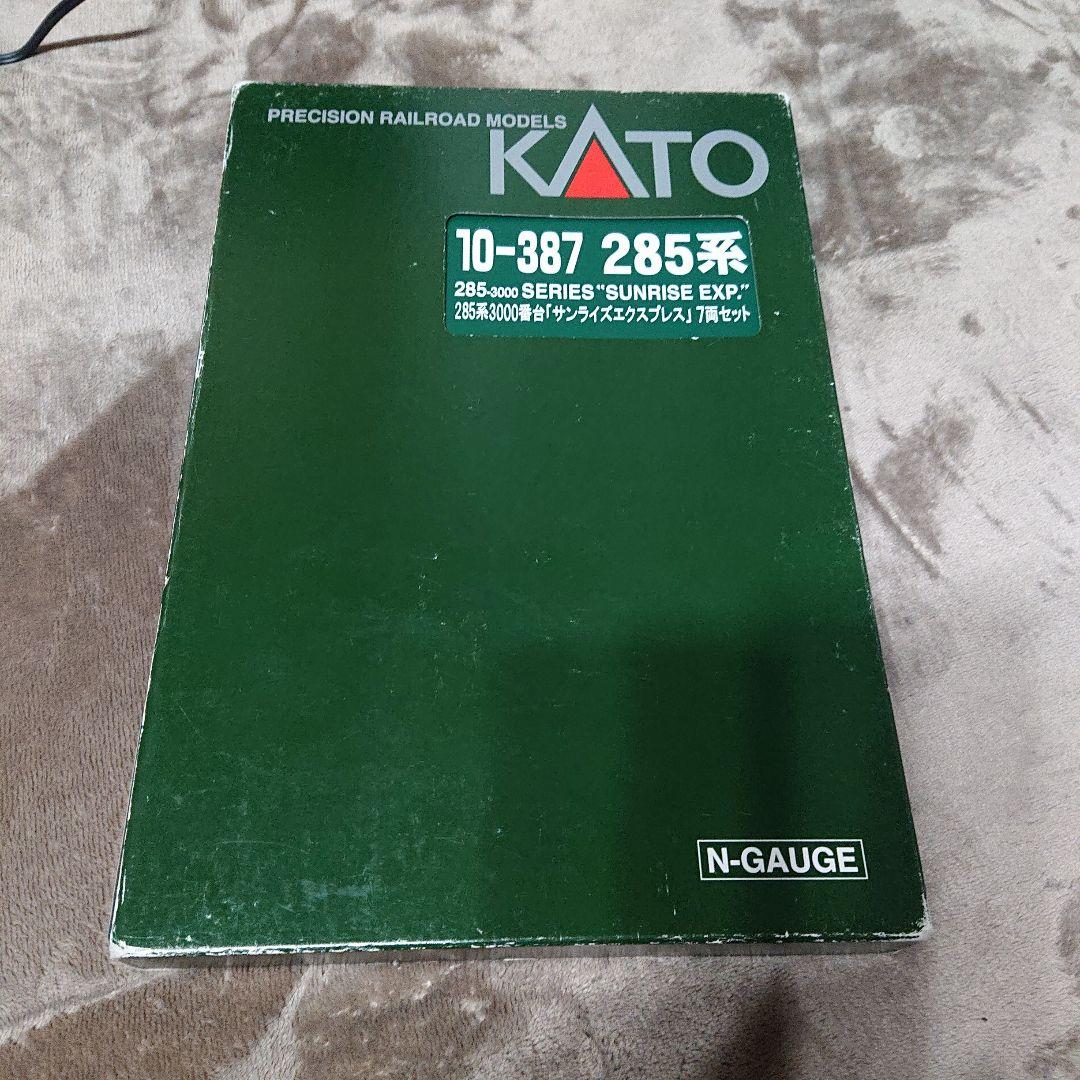 PRECISION RAILROAD MODELS
KATO
10-387 285系
285-3000 SERIES "SUNRISE EXP."
285系3000番台「サンライズエクスプレス」7両セット
N-GAUGE